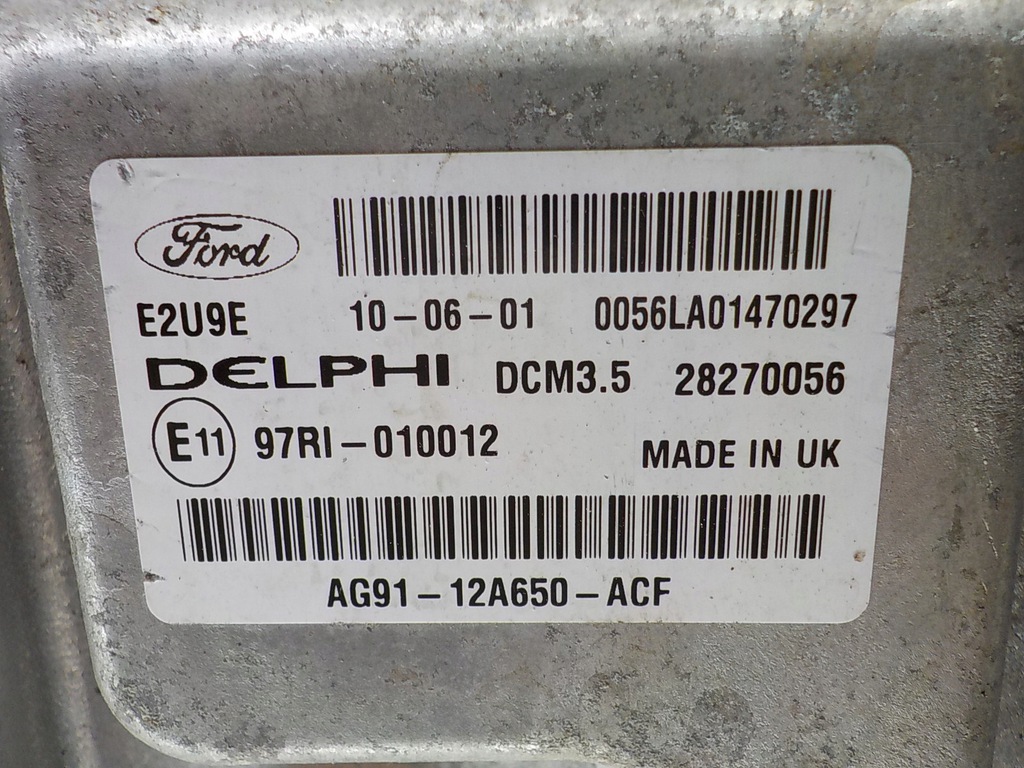 Ford
E2U9E 10-06-01 0056LA01470297
DELPHI DCM3.5 28270056
E11 97RI-010012 MADE IN UK
AG91-12A650-ACF